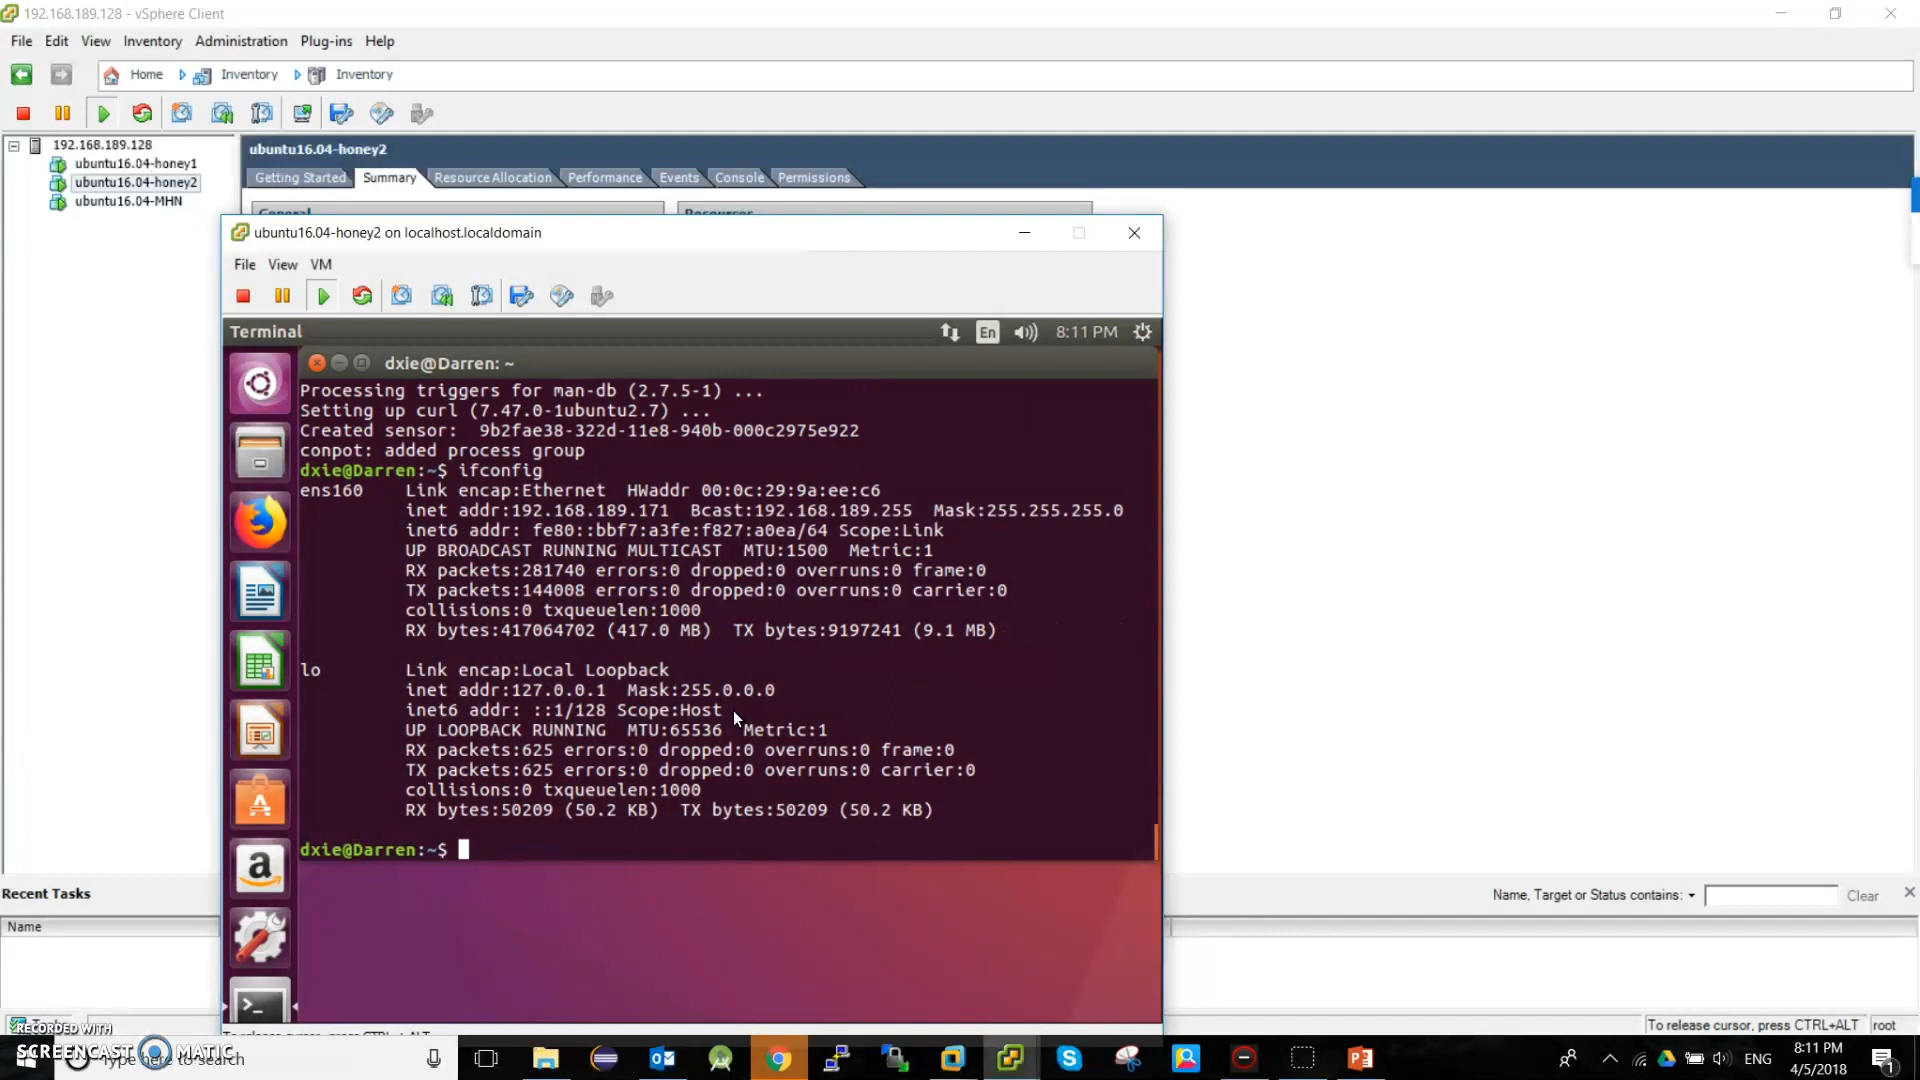 192.168.189.128 - vSphere Client
File Edit View Inventory Administration Plug-ins Help
Home Inventory Inventory
192.168.189.128
ubuntu16.04-honey1
ubuntu16.04-honey2
ubuntu16.04-MHN
ubuntu16.04-honey2
Getting Started Summary Resource Allocation Performance Events Console Permissions
General Resources
ubuntu16.04-honey2 on localhost.localdomain
File View VM
Terminal En 8:11 PM
dxie@Darren: ~
Processing triggers for man-db (2.7.5-1) ...
Setting up curl (7.47.0-1ubuntu2.7) ...
Created sensor:  9b2fae38-322d-11e8-940b-000c2975e922
conpot: added process group
dxie@Darren:~$ ifconfig
ens160    Link encap:Ethernet  HWaddr 00:0c:29:9a:ee:c6
inet addr:192.168.189.171  Bcast:192.168.189.255  Mask:255.255.255.0
inet6 addr: fe80::bbf7:a3fe:f827:a0ea/64 Scope:Link
UP BROADCAST RUNNING MULTICAST  MTU:1500  Metric:1
RX packets:281740 errors:0 dropped:0 overruns:0 frame:0
TX packets:144008 errors:0 dropped:0 overruns:0 carrier:0
collisions:0 txqueuelen:1000
RX bytes:417064702 (417.0 MB)  TX bytes:9197241 (9.1 MB)
lo        Link encap:Local Loopback
inet addr:127.0.0.1  Mask:255.0.0.0
inet6 addr: ::1/128 Scope:Host
UP LOOPBACK RUNNING  MTU:65536  Metric:1
RX packets:625 errors:0 dropped:0 overruns:0 frame:0
TX packets:625 errors:0 dropped:0 overruns:0 carrier:0
collisions:0 txqueuelen:1000
RX bytes:50209 (50.2 KB)  TX bytes:50209 (50.2 KB)
dxie@Darren:~$
Recent Tasks Name, Target or Status contains: Clear
Name
To release cursor, press CTRL+ALT root
RECORDED WITH
SCREENCAST MATIC
Type here to search
ENG 8:11 PM
4/5/2018
1